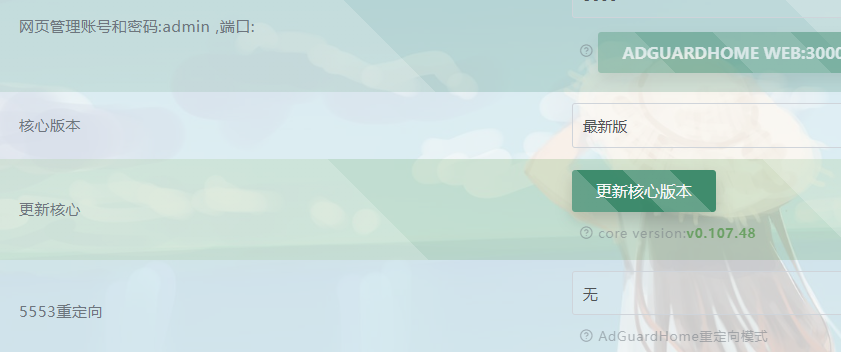 网页管理账号和密码:admin ,端口:
ADGUARDHOME WEB:3000
核心版本
最新版
更新核心
更新核心版本
core version:v0.107.48
5553重定向
无
AdGuardHome重定向模式